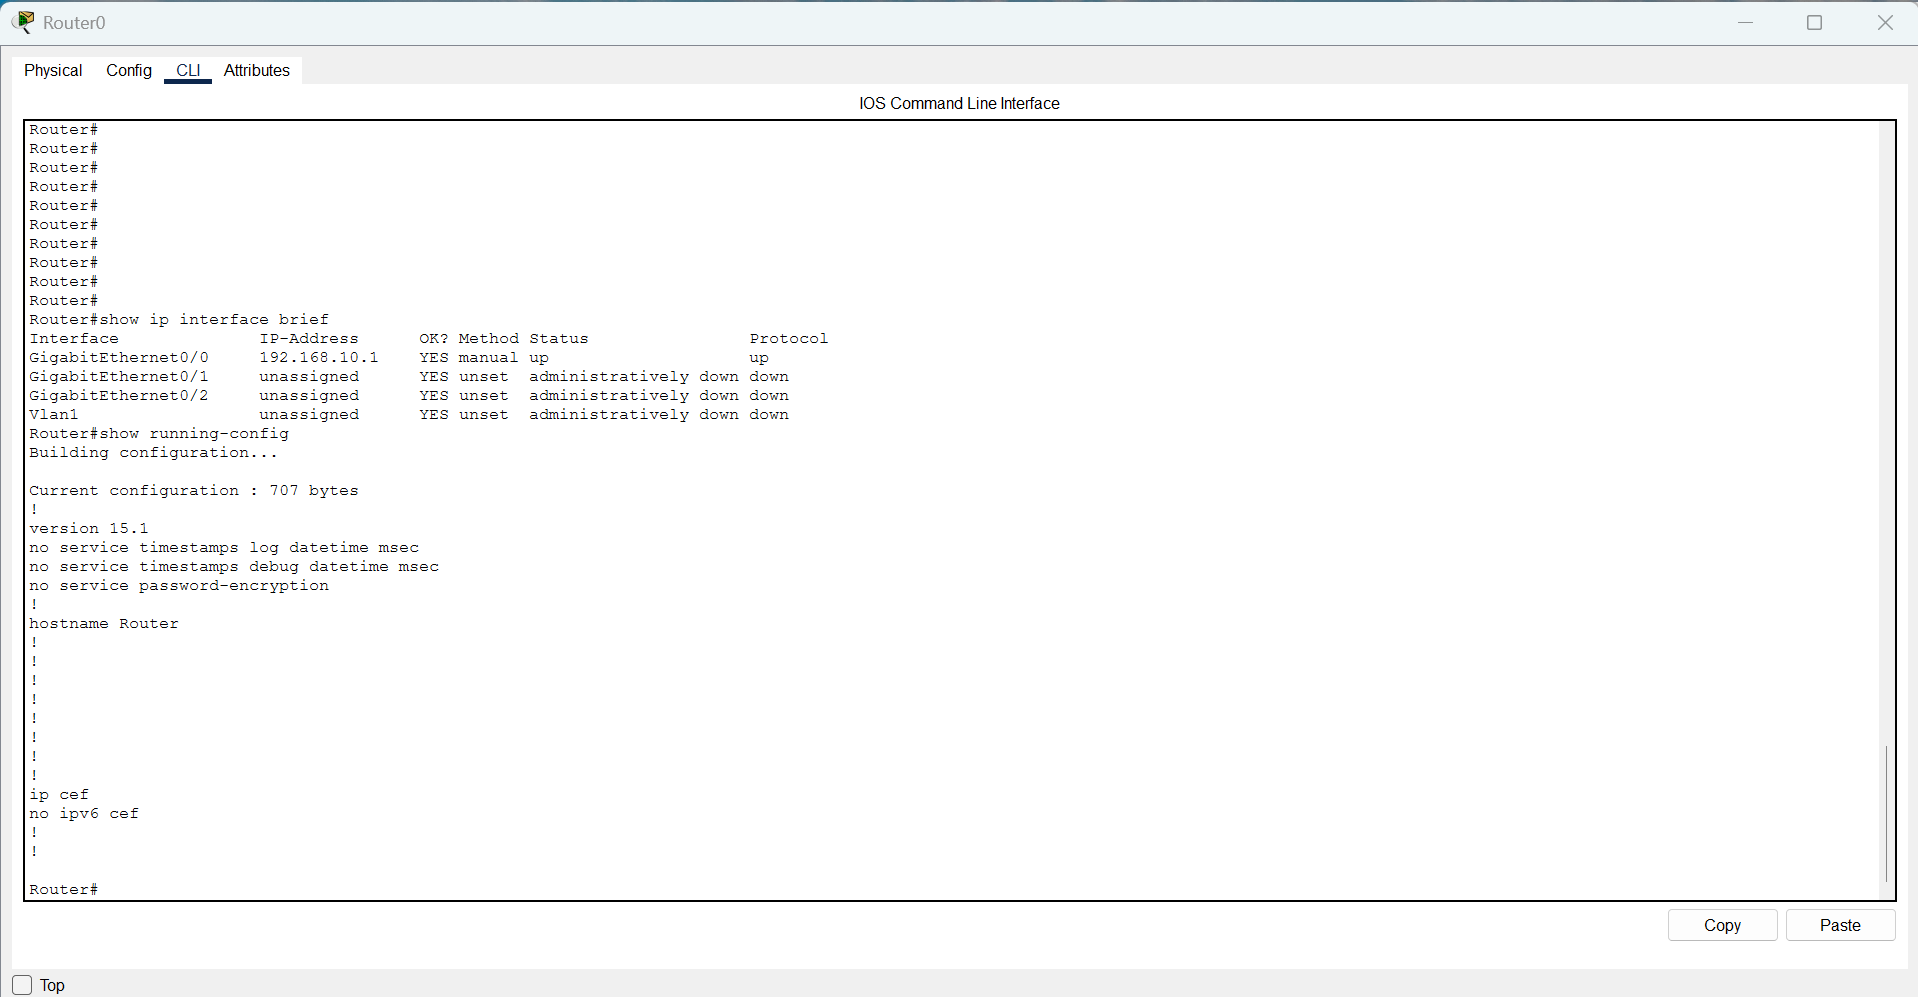 Router0
Physical Config CLI Attributes
IOS Command Line Interface
Router#
Router#
Router#
Router#
Router#
Router#
Router#
Router#
Router#
Router#
Router#show ip interface brief
Interface              IP-Address      OK? Method Status                Protocol
GigabitEthernet0/0     192.168.10.1    YES manual up                    up
GigabitEthernet0/1     unassigned      YES unset  administratively down down
GigabitEthernet0/2     unassigned      YES unset  administratively down down
Vlan1                  unassigned      YES unset  administratively down down
Router#show running-config
Building configuration...

Current configuration : 707 bytes
!
version 15.1
no service timestamps log datetime msec
no service timestamps debug datetime msec
no service password-encryption
!
hostname Router
!
!
!
!
!
!
!
!
ip cef
no ipv6 cef
!
!

Router#
Copy Paste
Top